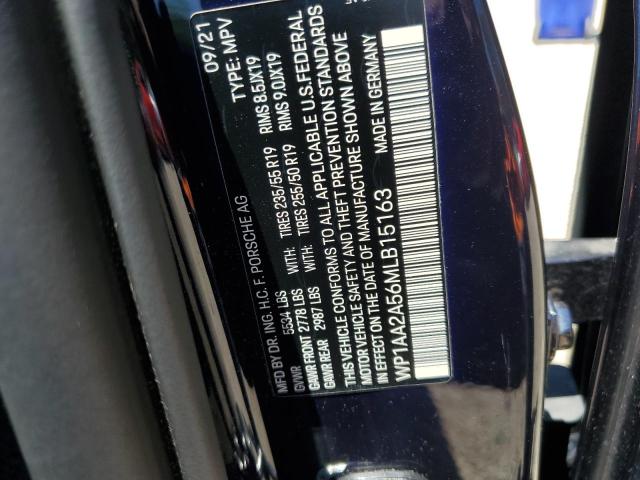 MFD BY DR. ING. H.C. F. PORSCHE AG 09/21
GVWR 5534 LBS TYPE: MPV
GAWR FRONT 2778 LBS WITH: TIRES 235/55 R19 RIMS 8.5JX19
GAWR REAR 2987 LBS WITH: TIRES 255/50 R19 RIMS 9.0JX19
THIS VEHICLE CONFORMS TO ALL APPLICABLE U.S. FEDERAL
MOTOR VEHICLE SAFETY AND THEFT PREVENTION STANDARDS
IN EFFECT ON THE DATE OF MANUFACTURE SHOWN ABOVE
WP1AA2A56MLB15163 MADE IN GERMANY